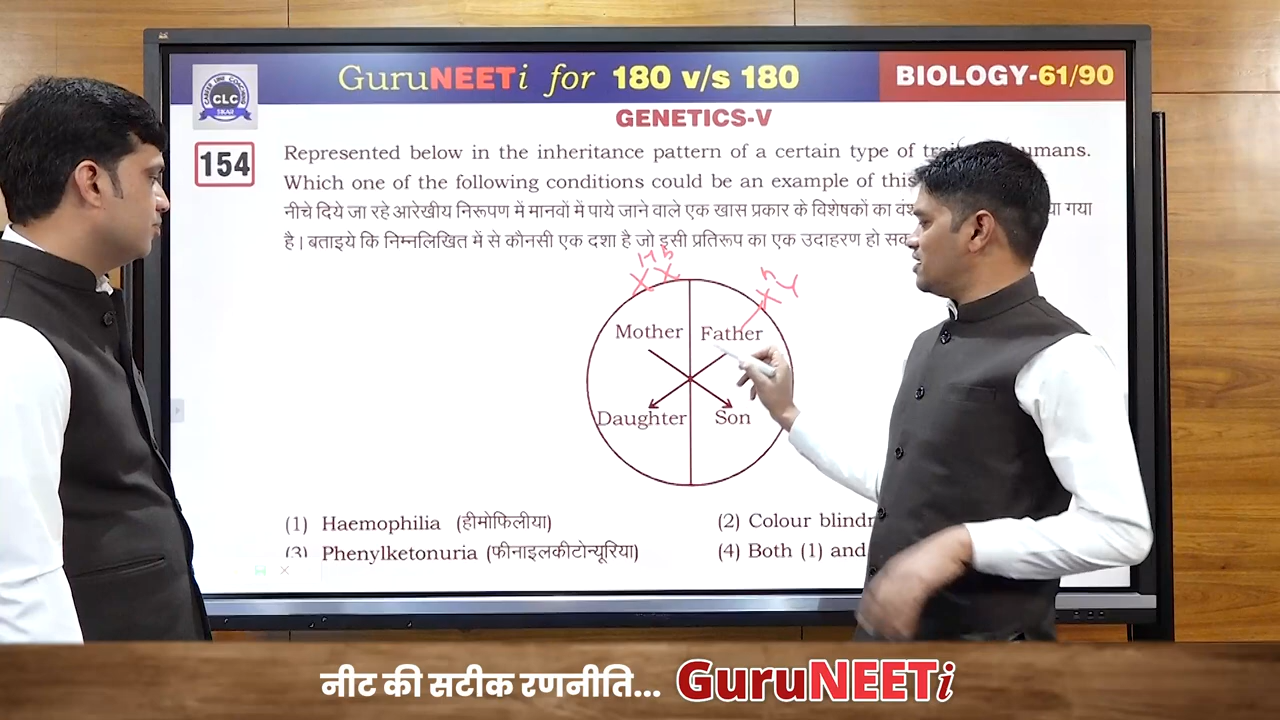 GuruNEETi for 180 v/s 180
BIOLOGY-61/90
CLC
SIKAR
GENETICS-V
154
Represented below in the inheritance pattern of a certain type of humans.
Which one of the following conditions could be an example of this
नीचे दिये जा रहे आरेखीय निरूपण में मानवों में पाये जाने वाले एक खास प्रकार के विशेषकों का गया
है। बताइये कि निम्नलिखित में से कौनसी एक दशा है जो इसी प्रतिरूप का एक उदाहरण हो
X X
X Y
Mother Father
Daughter Son
(1) Haemophilia (हीमोफिलीया)
(2) Colour
(3) Phenylketonuria (फीनाइलकीटोन्यूरिया)
(4) Both (1) and
नीट की सटीक रणनीति... GuruNEETi